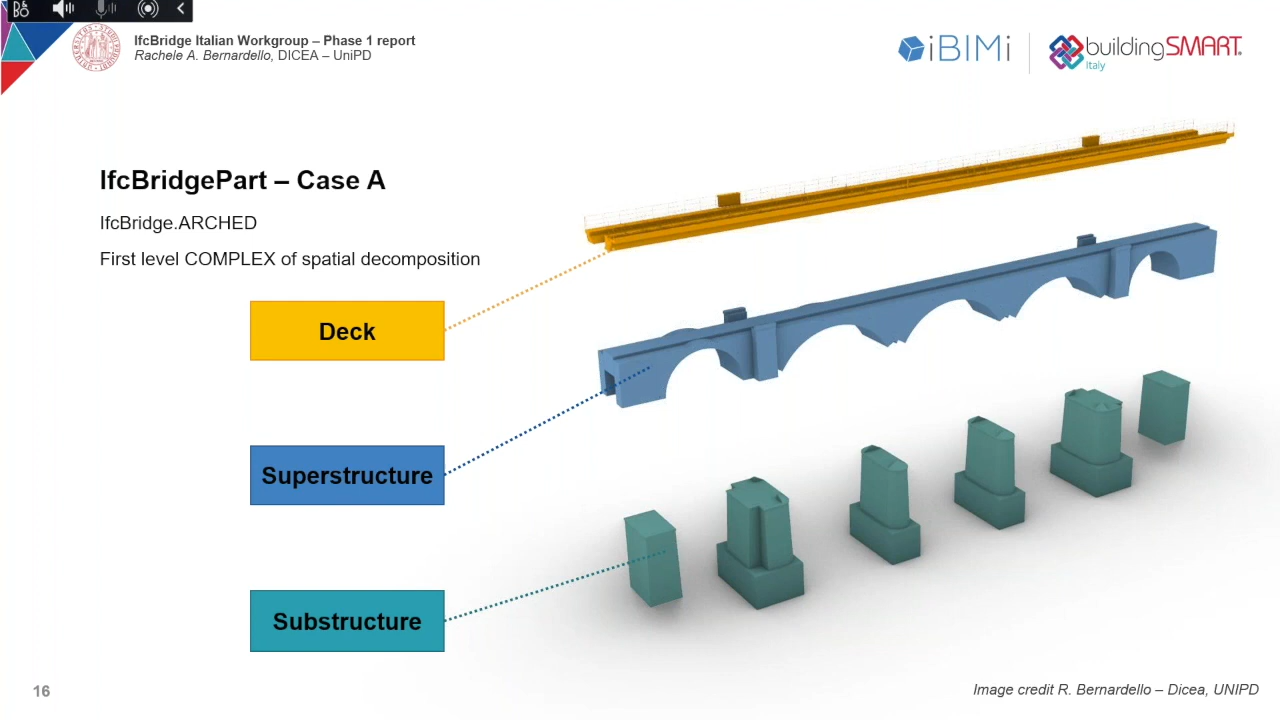 IfcBridge Italian Workgroup – Phase 1 report
Rachele A. Bernardello, DICEA – UniPD
iBIMi
buildingSMART
Italy
IfcBridgePart – Case A
IfcBridge.ARCHED
First level COMPLEX of spatial decomposition
Deck
Superstructure
Substructure
16
Image credit R. Bernardello – Dicea, UNIPD